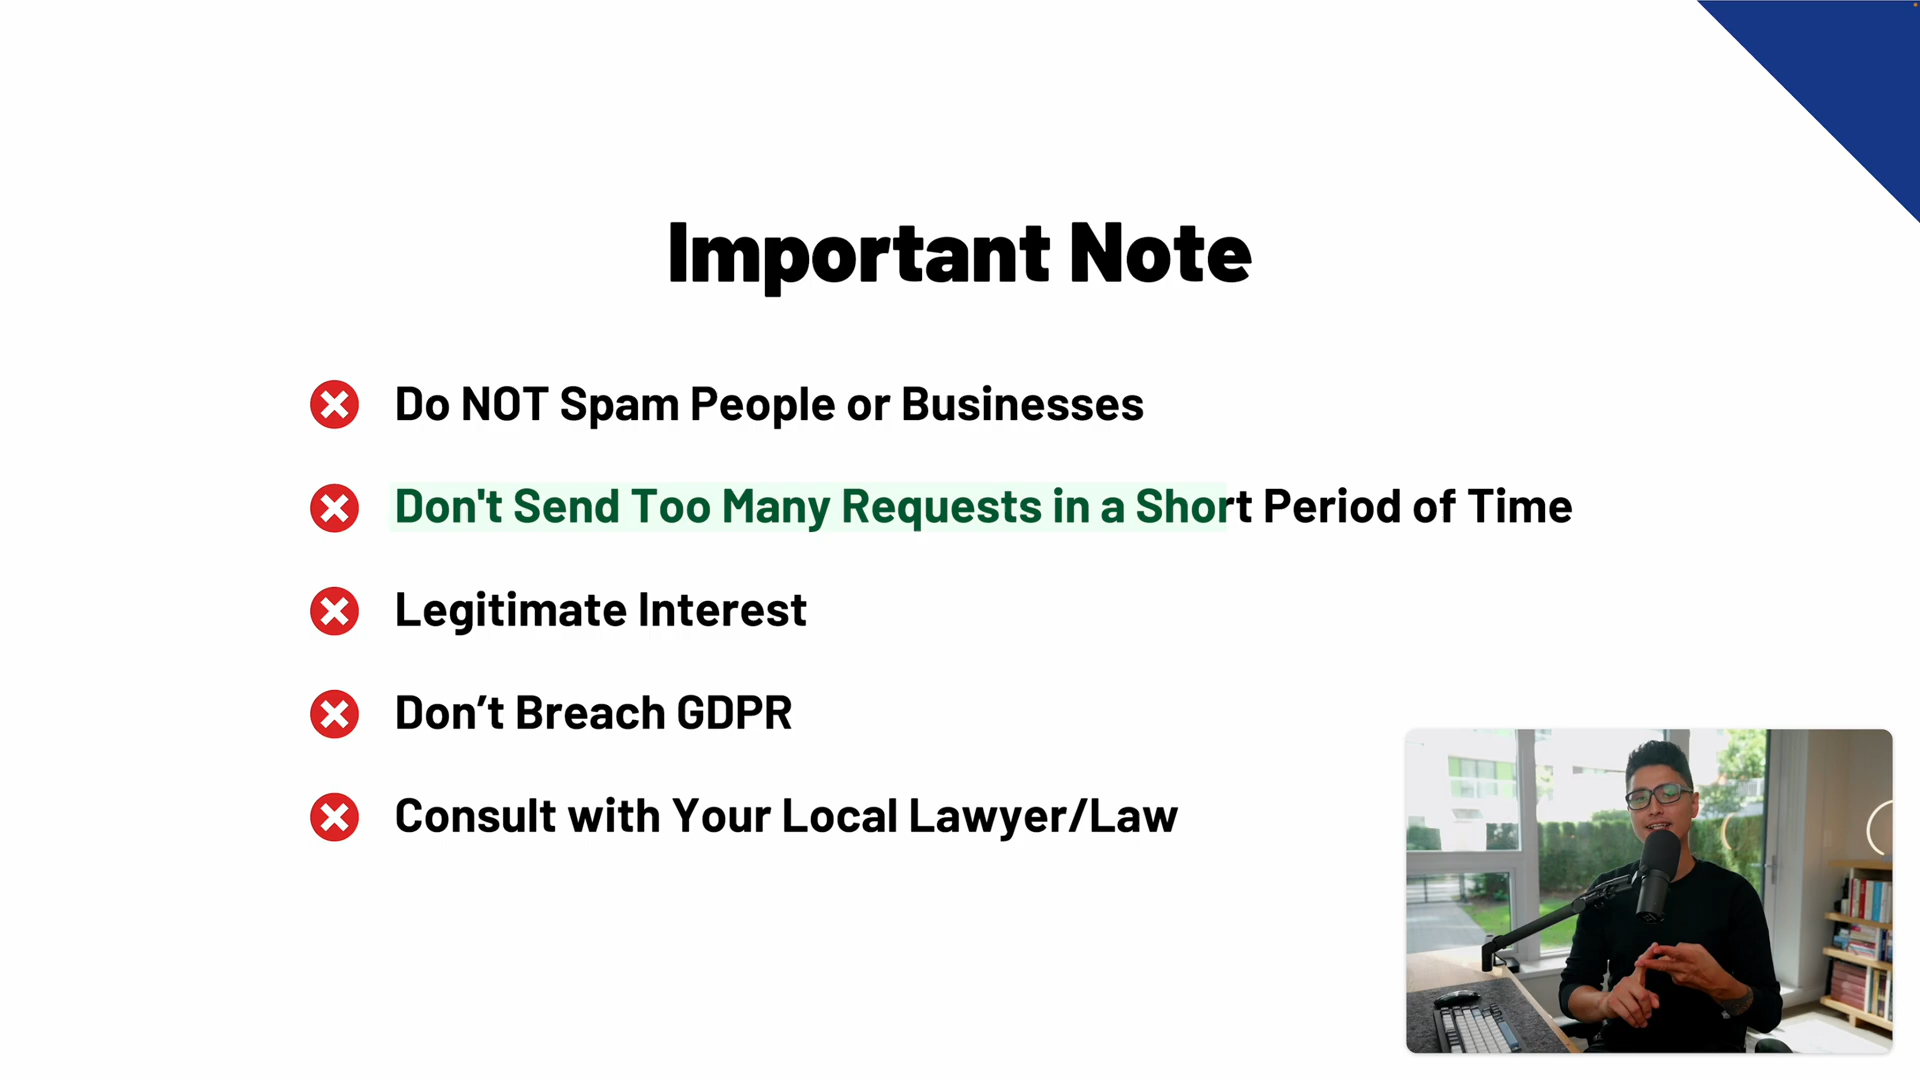 Important Note
Do NOT Spam People or Businesses
Don't Send Too Many Requests in a Short Period of Time
Legitimate Interest
Don’t Breach GDPR
Consult with Your Local Lawyer/Law